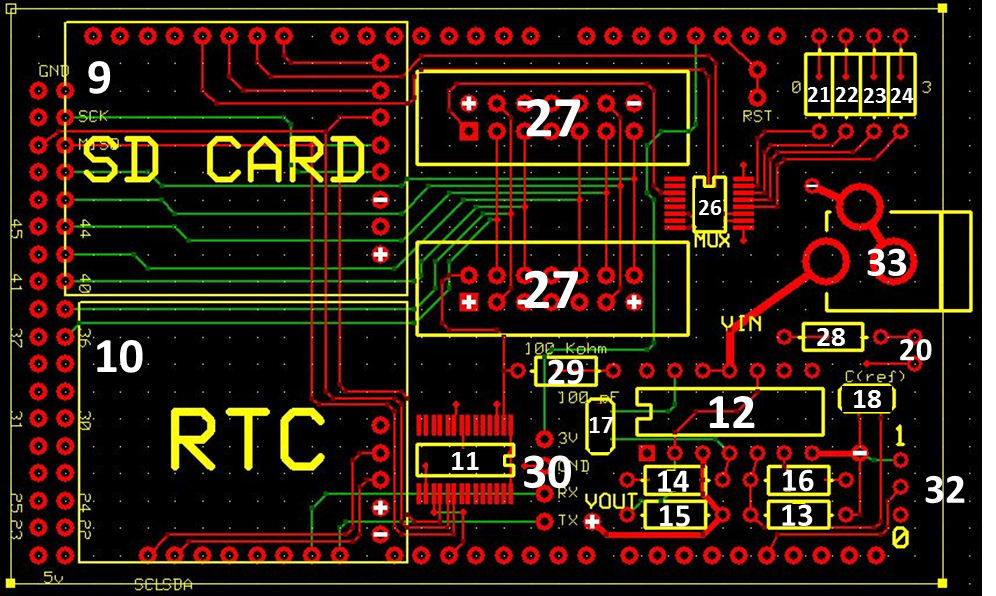 GND
9
0
21
22
23
24
3
27
SCK
RST
MISO
SD CARD
26
45
44
MUX
33
41
40
27
VIN
37
36
10
28
20
100 Kohm
29
C(ref)
18
17
12
31
30
RTC
1
3V
11
30
GND
32
14
16
RX
VOUT
25
23
24
22
15
13
TX
0
5v
SCLSDA